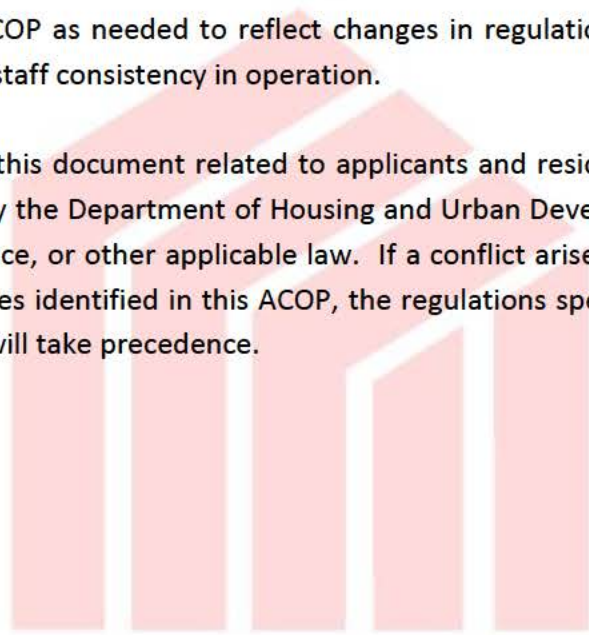 COP as needed to reflect changes in regulatio
staff consistency in operation.
this document related to applicants and resid
the Department of Housing and Urban Deve
ce, or other applicable law. If a conflict arise
es identified in this ACOP, the regulations spe
will take precedence.